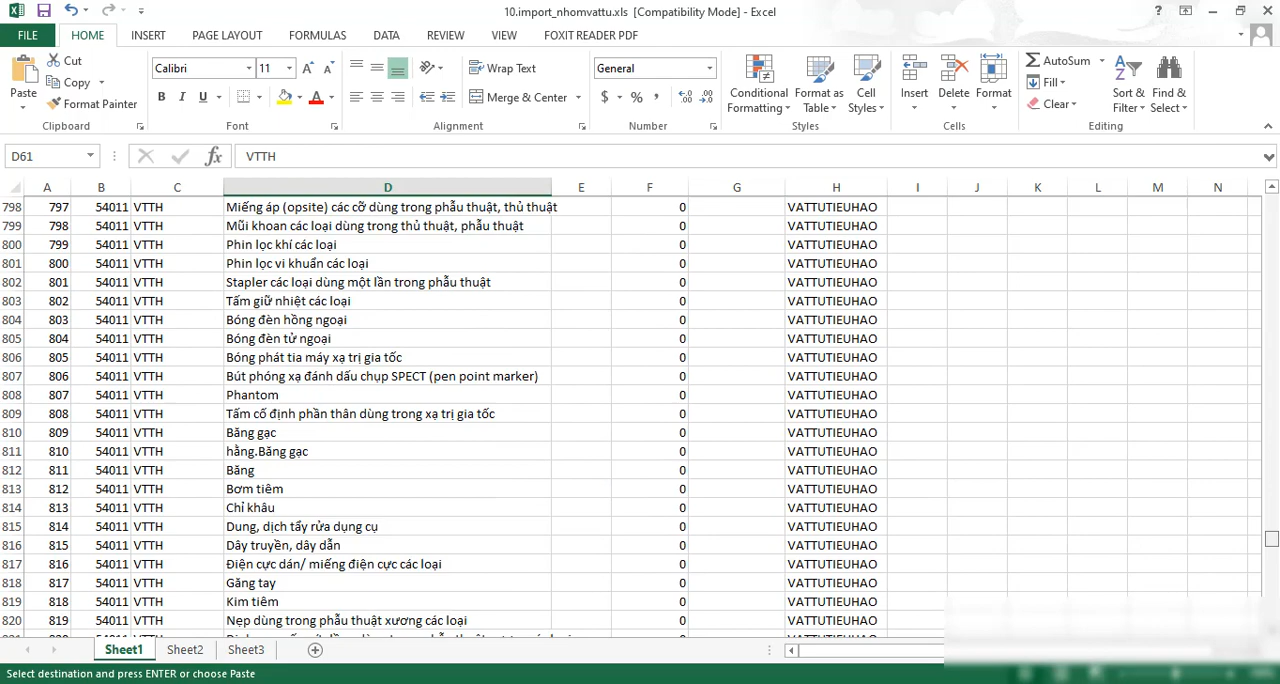 10.import_nhomvattu.xls [Compatibility Mode] - Excel
FILE HOME INSERT PAGE LAYOUT FORMULAS DATA REVIEW VIEW FOXIT READER PDF
Paste Cut Copy Format Painter
Clipboard
Calibri 11
B I U
Font
Wrap Text
Merge & Center
Alignment
General
$ % ,
Number
Conditional Formatting Format as Table Cell Styles
Styles
Insert Delete Format
Cells
AutoSum
Fill
Clear
Sort & Filter Find & Select
Editing
D61 fx VTTH
A B C D E F G H I J K L M N
798 797 54011 VTTH Miếng áp (opsite) các cỡ dùng trong phẫu thuật, thủ thuật 0 VATTUTIEUHAO
799 798 54011 VTTH Mũi khoan các loại dùng trong thủ thuật, phẫu thuật 0 VATTUTIEUHAO
800 799 54011 VTTH Phin lọc khí các loại 0 VATTUTIEUHAO
801 800 54011 VTTH Phin lọc vi khuẩn các loại 0 VATTUTIEUHAO
802 801 54011 VTTH Stapler các loại dùng một lần trong phẫu thuật 0 VATTUTIEUHAO
803 802 54011 VTTH Tấm giữ nhiệt các loại 0 VATTUTIEUHAO
804 803 54011 VTTH Bóng đèn hồng ngoại 0 VATTUTIEUHAO
805 804 54011 VTTH Bóng đèn tử ngoại 0 VATTUTIEUHAO
806 805 54011 VTTH Bóng phát tia máy xạ trị gia tốc 0 VATTUTIEUHAO
807 806 54011 VTTH Bút phóng xạ đánh dấu chụp SPECT (pen point marker) 0 VATTUTIEUHAO
808 807 54011 VTTH Phantom 0 VATTUTIEUHAO
809 808 54011 VTTH Tấm cố định phần thân dùng trong xạ trị gia tốc 0 VATTUTIEUHAO
810 809 54011 VTTH Băng gạc 0 VATTUTIEUHAO
811 810 54011 VTTH hằng.Băng gạc 0 VATTUTIEUHAO
812 811 54011 VTTH Băng 0 VATTUTIEUHAO
813 812 54011 VTTH Bơm tiêm 0 VATTUTIEUHAO
814 813 54011 VTTH Chỉ khâu 0 VATTUTIEUHAO
815 814 54011 VTTH Dung, dịch tẩy rửa dụng cụ 0 VATTUTIEUHAO
816 815 54011 VTTH Dây truyền, dây dẫn 0 VATTUTIEUHAO
817 816 54011 VTTH Điện cực dán/ miếng điện cực các loại 0 VATTUTIEUHAO
818 817 54011 VTTH Găng tay 0 VATTUTIEUHAO
819 818 54011 VTTH Kim tiêm 0 VATTUTIEUHAO
820 819 54011 VTTH Nẹp dùng trong phẫu thuật xương các loại 0 VATTUTIEUHAO
Sheet1 Sheet2 Sheet3
Select destination and press ENTER or choose Paste